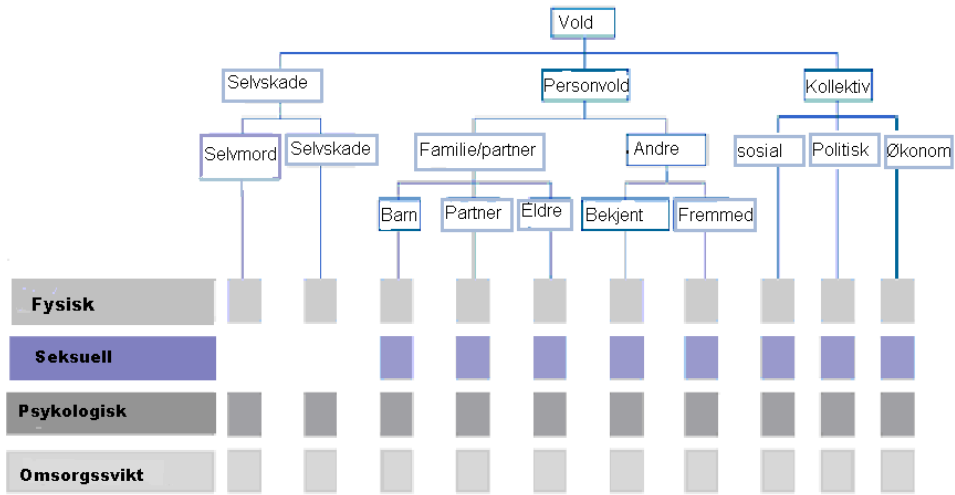 Vold
Selvskade
Personvold
Kollektiv
Selvmord
Selvskade
Familie/partner
Andre
sosial
Politisk
Økonom
Barn
Partner
Eldre
Bekjent
Fremmed
Fysisk
Seksuell
Psykologisk
Omsorgssvikt